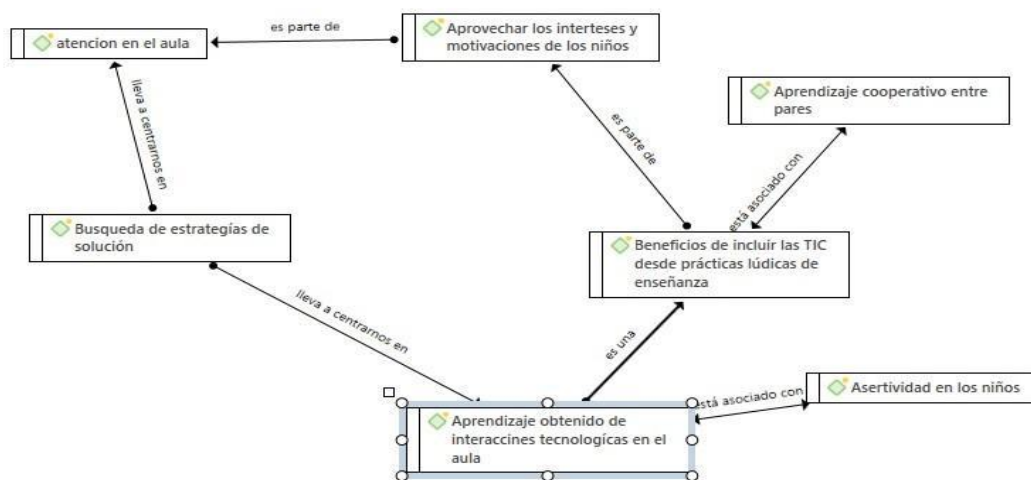 es parte de
Aprovechar los interteses y
motivaciones de los niños
atencion en el aula
Aprendizaje cooperativo entre
pares
lleva a centrarnos en
es parte de
está asociado con
Busqueda de estrategías de
solución
Beneficios de incluir las TIC
desde prácticas lúdicas de
enseñanza
lleva a centrarnos en
es una
Asertividad en los niños
está asociado con
Aprendizaje obtenido de
interaccines tecnologícas en el
aula